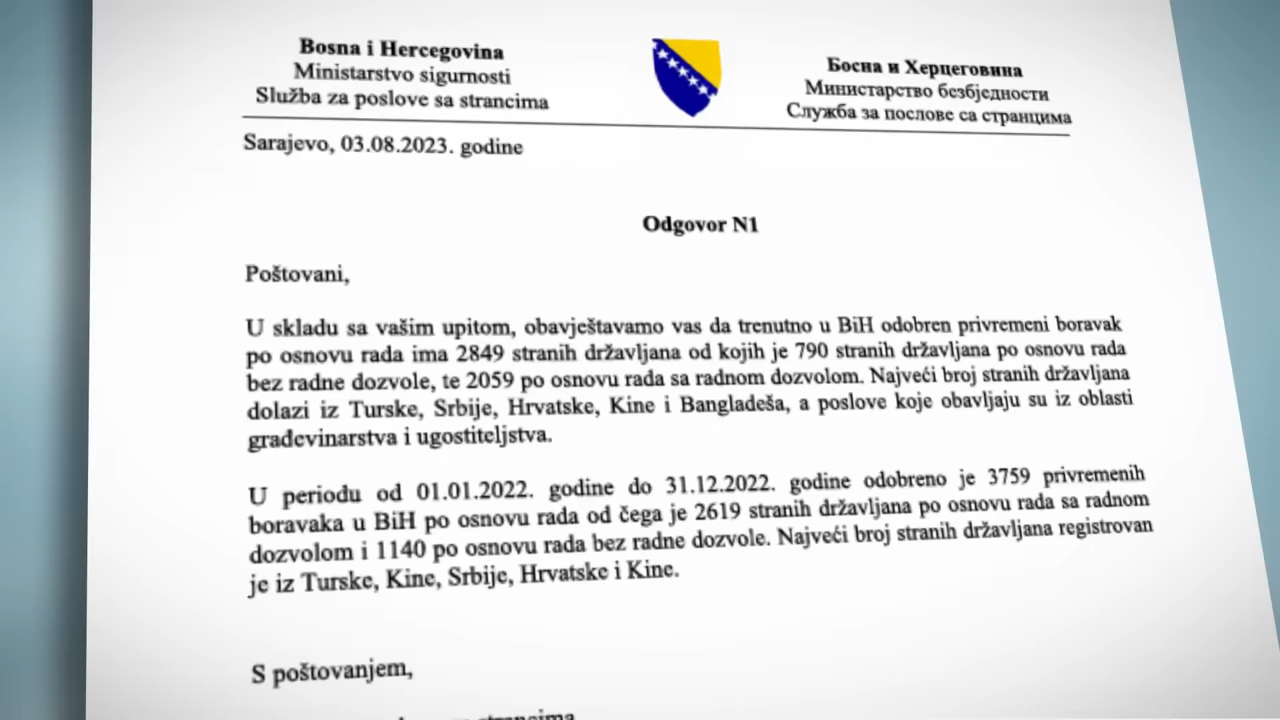 Bosna i Hercegovina
Ministarstvo sigurnosti
Služba za poslove sa strancima
Босна и Херцеговина
Министарство безбједности
Служба за послове са странцима
Sarajevo, 03.08.2023. godine
Odgovor N1
Poštovani,
U skladu sa vašim upitom, obavještavamo vas da trenutno u BiH odobren privremeni boravak
po osnovu rada ima 2849 stranih državljana od kojih je 790 stranih državljana po osnovu rada
bez radne dozvole, te 2059 po osnovu rada sa radnom dozvolom. Najveći broj stranih državljana
dolazi iz Turske, Srbije, Hrvatske, Kine i Bangladeša, a poslove koje obavljaju su iz oblasti
građevinarstva i ugostiteljstva.
U periodu od 01.01.2022. godine do 31.12.2022. godine odobreno je 3759 privremenih
boravaka u BiH po osnovu rada od čega je 2619 stranih državljana po osnovu rada sa radnom
dozvolom i 1140 po osnovu rada bez radne dozvole. Najveći broj stranih državljana registrovan
je iz Turske, Kine, Srbije, Hrvatske i Kine.
S poštovanjem,